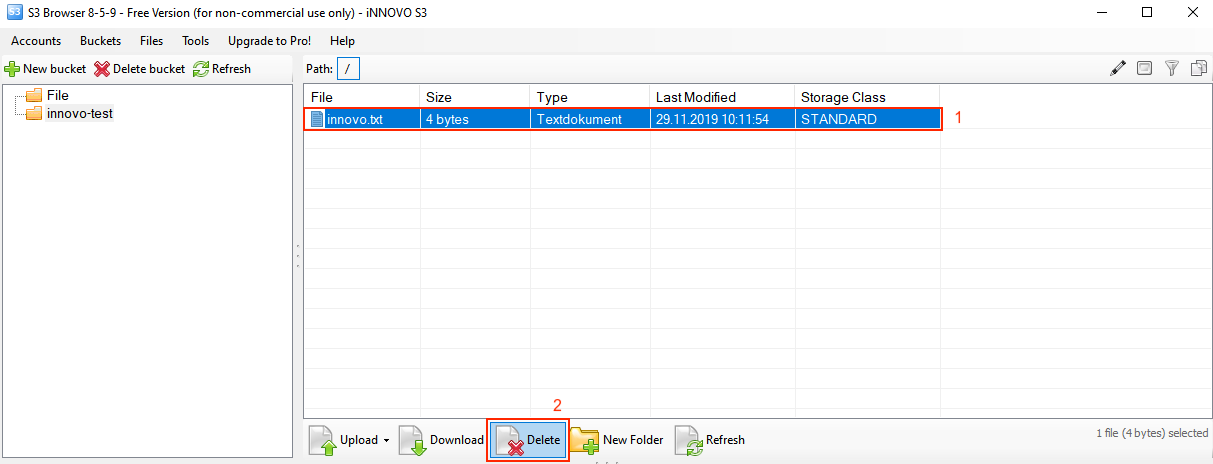 S3 S3 Browser 8-5-9 - Free Version (for non-commercial use only) - iNNOVO S3
Accounts Buckets Files Tools Upgrade to Pro! Help
New bucket Delete bucket Refresh
Path: /
File
innovo-test
File Size Type Last Modified Storage Class
innovo.txt 4 bytes Textdokument 29.11.2019 10:11:54 STANDARD 1
2
Upload Download Delete New Folder Refresh
1 file (4 bytes) selected